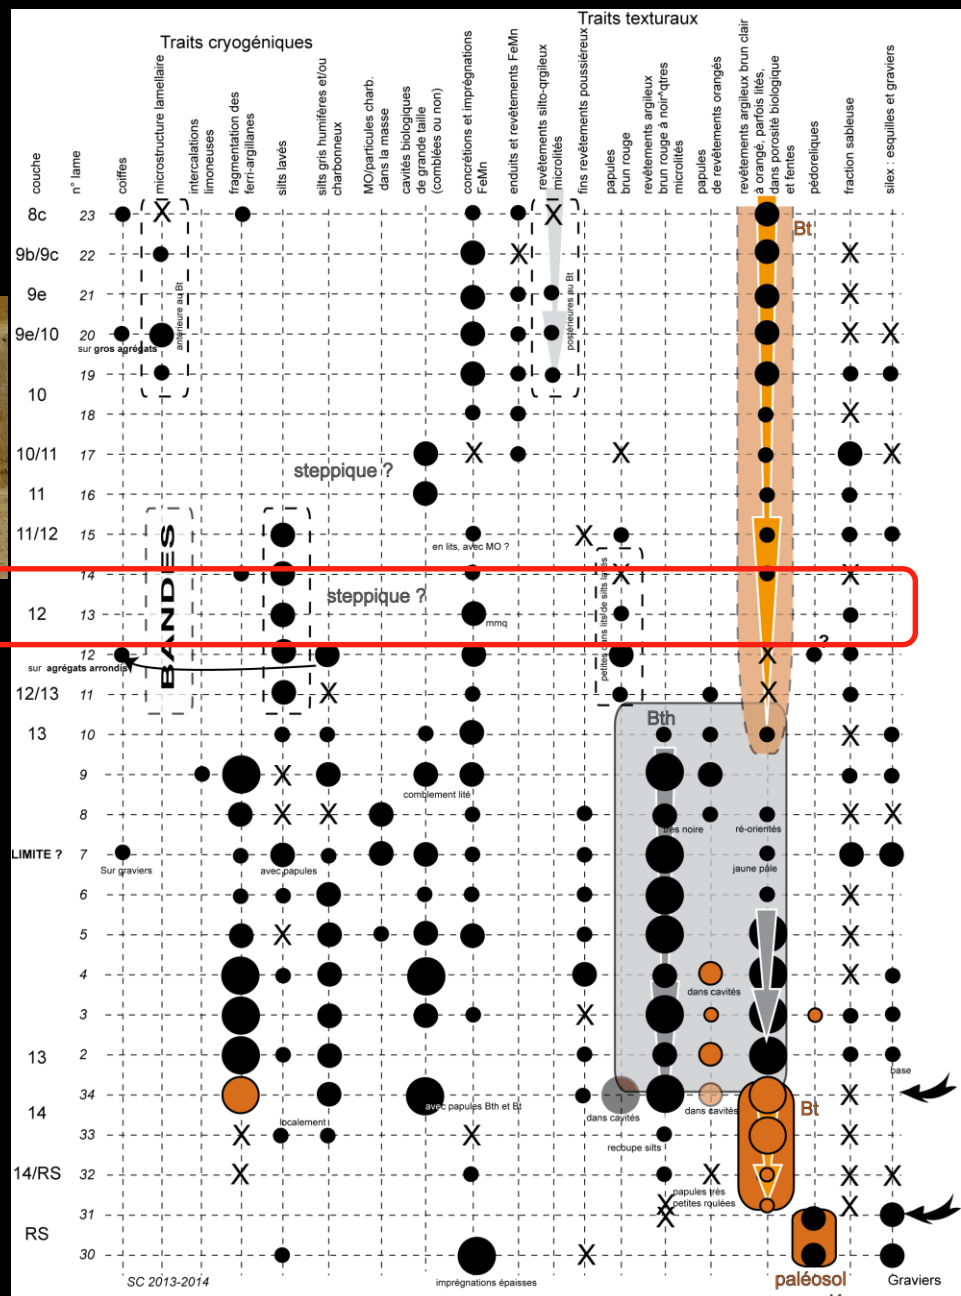 Traits cryogéniques
Traits texturaux
couche
n° lame
coiffes
microstructure lamellaire
intercalations
limoneuses
fragmentation des
ferri-argillanes
silts lavés
silts gris humifères et/ou
charbonneux
MO/particules charb.
dans la masse
cavités biologiques
de grande taille
(comblées ou non)
concrétions et imprégnations
FeMn
enduits et revêtements FeMn
revêtements silto-qrgileux
microlités
fins revêtements poussiéreux
papules
brun rouge
revêtements argileux
brun rouge à noir^qtres
microlités
papules
de revêtements orangés
revêtements argileux brun clair
à orangé, parfois lités,
dans porosité biologique
et fentes
pédoreliques
fraction sableuse
silex : esquilles et graviers
8c 23 X X
Bt
9b/9c 22 X X
antérieure au Bt
postérieures au Bt
9e 21 X
9e/10 20 X X
sur gros agrégats
19
10
18 X
10/11 17 X X X
steppique ?
11 16
11/12 15 X
en lits, avec MO ?
BANDES
petites dans lits de silts lavés
14 X X
steppique ?
12 13
mmq
?
12 X
sur agrégats arrondis
12/13 11 X X
Bth
13 10 X
9 X
comblement lité
8 X X X X
très noire ré-orientés
LIMITE ? 7
Sur graviers avec papules jaune pâle
6 X
5 X X
4 X
dans cavités
3 X
13 2
base
34 X
14
avec papules Bth et Bt
dans cavités
dans cavités
Bt
localement
33 X X X
recoupe silts
14/RS 32 X X X X
papules très
petites roulées
X X
31 X
RS
30 X
SC 2013-2014
imprégnations épaisses
paléosol
Graviers